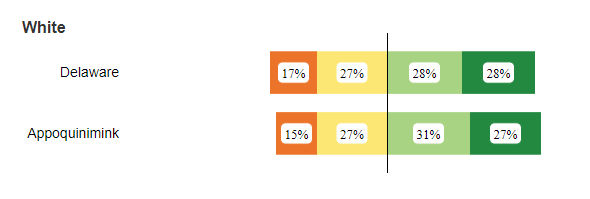 White
Delaware 17% 27% 28% 28%
Appoquinimink 15% 27% 31% 27%